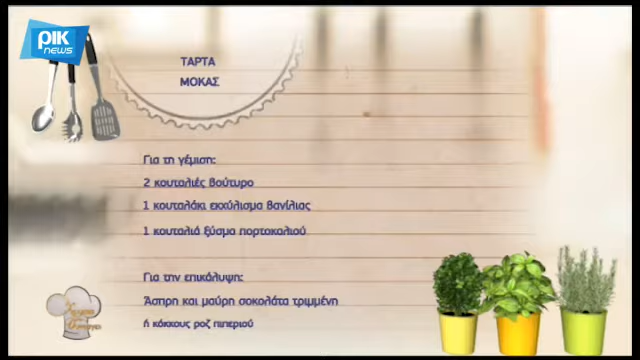 ΡΙΚ
news
ΤΑΡΤΑ
ΜΟΚΑΣ
Για τη γέμιση:
2 κουταλιές βούτυρο
1 κουταλάκι εκχύλισμα βανίλιας
1 κουταλιά ξύσμα πορτοκαλιού
Για την επικάλυψη:
Άσπρη και μαύρη σοκολάτα τριμμένη
ή κόκκους ροζ πιπεριού